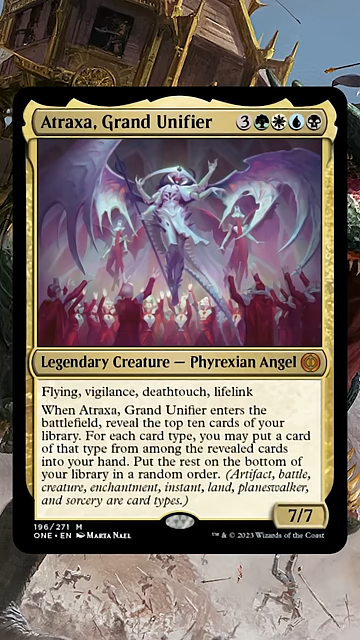 Atraxa, Grand Unifier 3
Legendary Creature — Phyrexian Angel
Flying, vigilance, deathtouch, lifelink
When Atraxa, Grand Unifier enters the
battlefield, reveal the top ten cards of your
library. For each card type, you may put a card
of that type from among the revealed cards
into your hand. Put the rest on the bottom of
your library in a random order. (Artifact, battle,
creature, enchantment, instant, land, planeswalker,
and sorcery are card types.)
7/7
196/271 M
ONE • EN Marta Nael ™ & © 2023 Wizards of the Coast